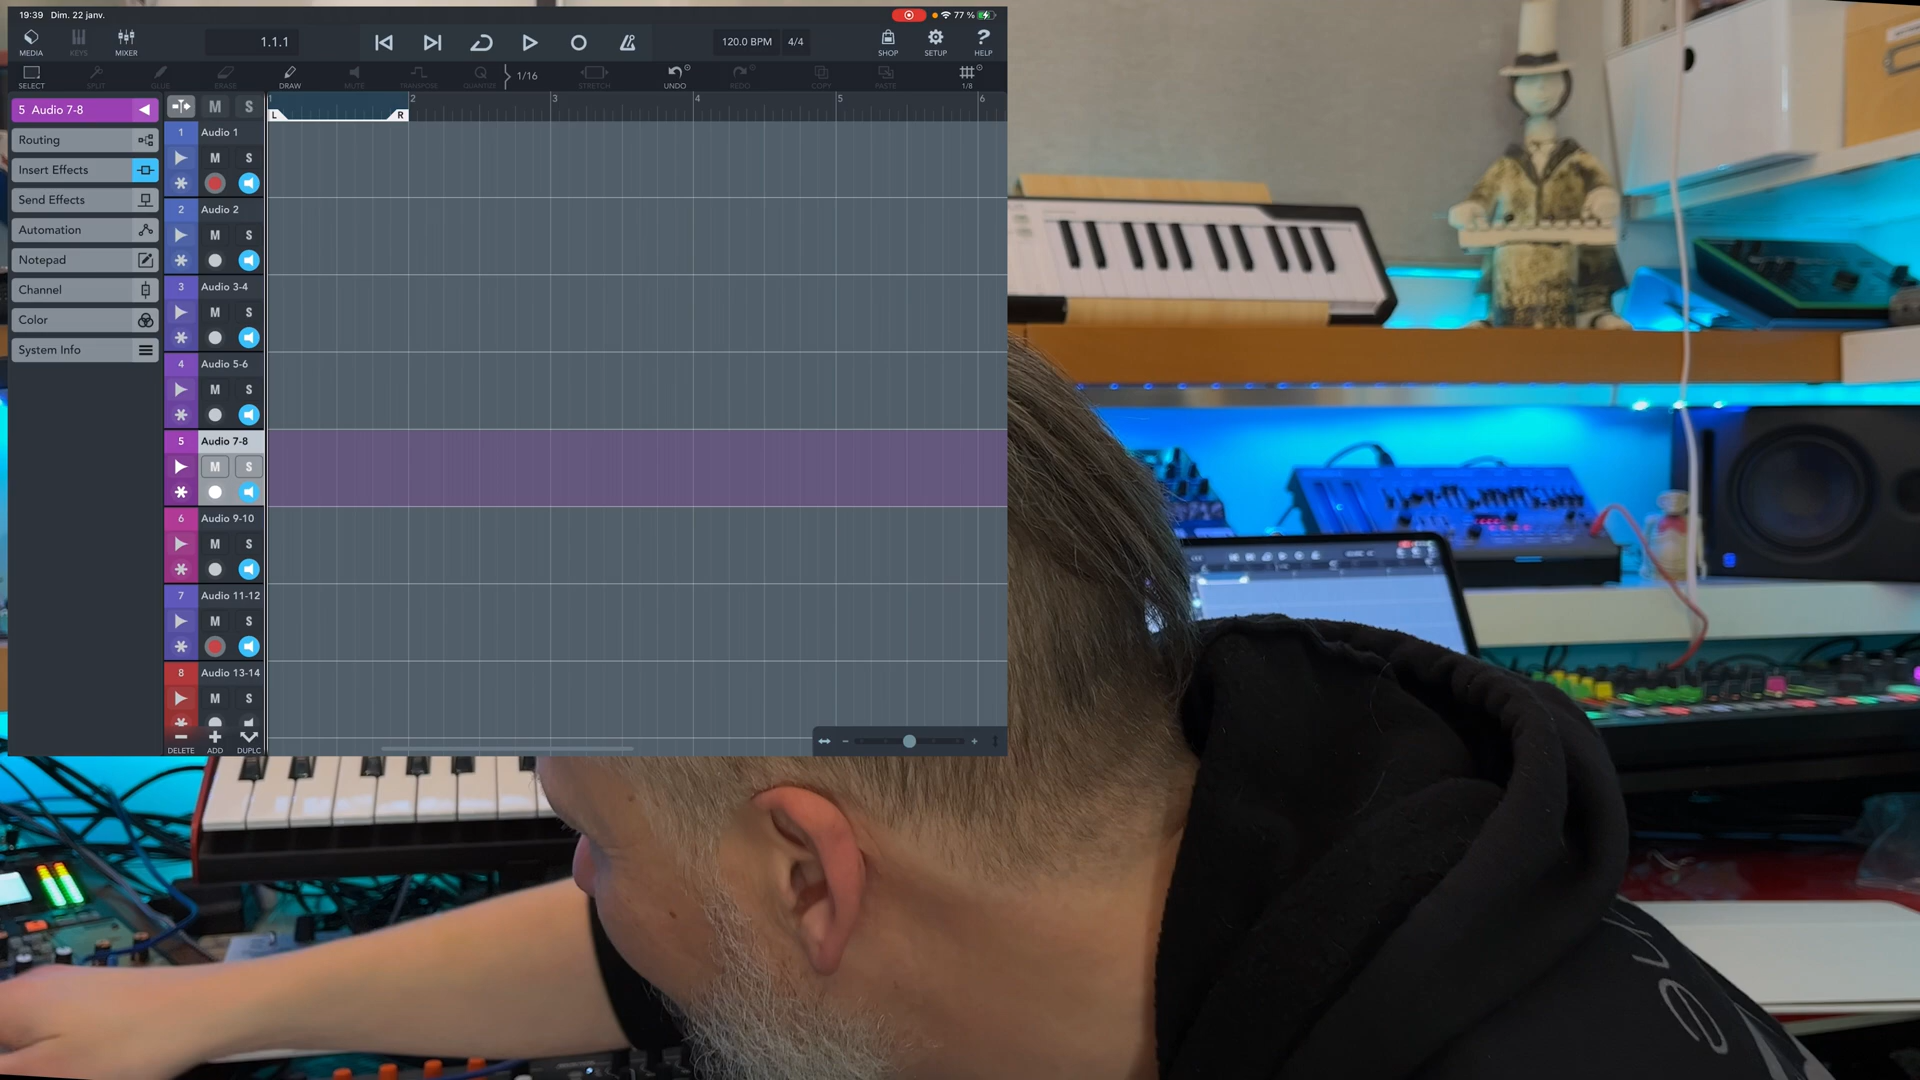 19:39 Dim. 22 janv. 77 %
MEDIA KEYS MIXER 1.1.1 120.0 BPM 4/4 SHOP SETUP HELP
SELECT SPLIT GLUE ERASE DRAW MUTE TRANSPOSE QUANTIZE 1/16 STRETCH UNDO REDO COPY PASTE 1/8
5 Audio 7-8 M S 1 2 3 4 5 6
L R
Routing
Insert Effects
Send Effects
Automation
Notepad
Channel
Color
System Info
1 Audio 1
M S
2 Audio 2
M S
3 Audio 3-4
M S
4 Audio 5-6
M S
5 Audio 7-8
M S
6 Audio 9-10
M S
7 Audio 11-12
M S
8 Audio 13-14
M S
DELETE ADD DUPLC